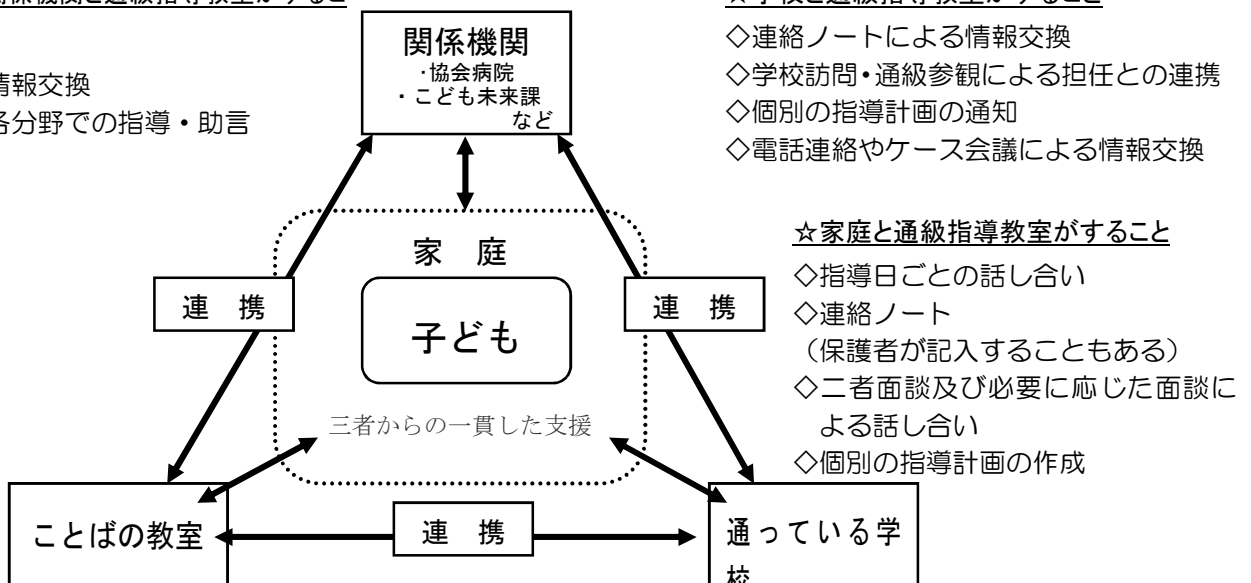 関係機関と通級指導教室がすること
情報交換
各分野での指導・助言
関係機関
・協会病院
・こども未来課
など
☆学校と通級指導教室がすること
◇連絡ノートによる情報交換
◇学校訪問・通級参観による担任との連携
◇個別の指導計画の通知
◇電話連絡やケース会議による情報交換
☆家庭と通級指導教室がすること
◇指導日ごとの話し合い
◇連絡ノート
（保護者が記入することもある）
◇二者面談及び必要に応じた面談に
よる話し合い
◇個別の指導計画の作成
家　庭
子ども
三者からの一貫した支援
連　携
連　携
ことばの教室
連　携
通っている学
校